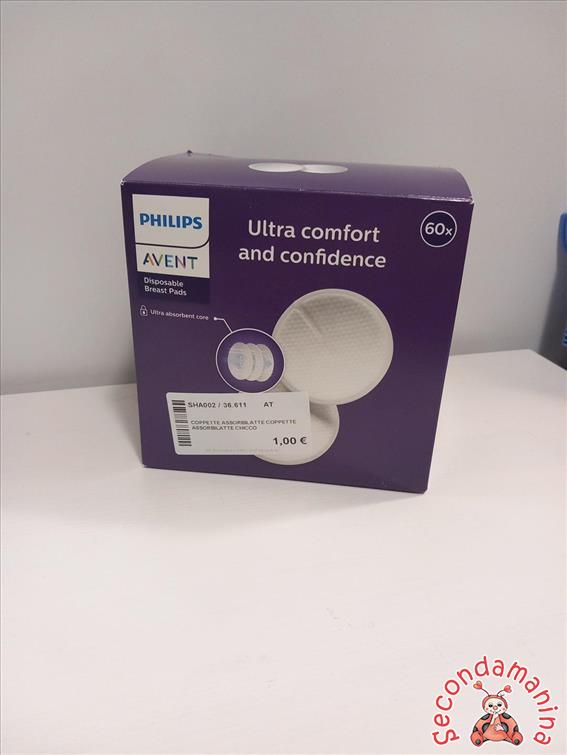 PHILIPS
AVENT
Disposable
Breast Pads
Ultra absorbent core
Ultra comfort
and confidence
60x
SHA002 / 36.611 AT
COPPETTE ASSORBILATTE COPPETTE
ASSORBILATTE CHICCO
1,00 €
Secondamanina